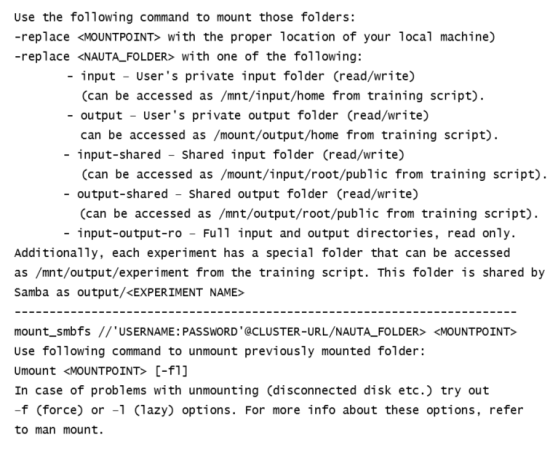 Use the following command to mount those folders:
-replace <MOUNTPOINT> with the proper location of your local machine)
-replace <NAUTA_FOLDER> with one of the following:
- input – User's private input folder (read/write)
(can be accessed as /mnt/input/home from training script).
- output – User's private output folder (read/write)
can be accessed as /mount/output/home from training script).
- input-shared – Shared input folder (read/write)
(can be accessed as /mount/input/root/public from training script).
- output-shared – Shared output folder (read/write)
(can be accessed as /mnt/output/root/public from training script).
- input-output-ro – Full input and output directories, read only.
Additionally, each experiment has a special folder that can be accessed
as /mnt/output/experiment from the training script. This folder is shared by
Samba as output/<EXPERIMENT NAME>
------------------------------------------------------------------------
mount_smbfs //'USERNAME:PASSWORD'@CLUSTER-URL/NAUTA_FOLDER> <MOUNTPOINT>
Use following command to unmount previously mounted folder:
Umount <MOUNTPOINT> [-fl]
In case of problems with unmounting (disconnected disk etc.) try out
–f (force) or –l (lazy) options. For more info about these options, refer
to man mount.